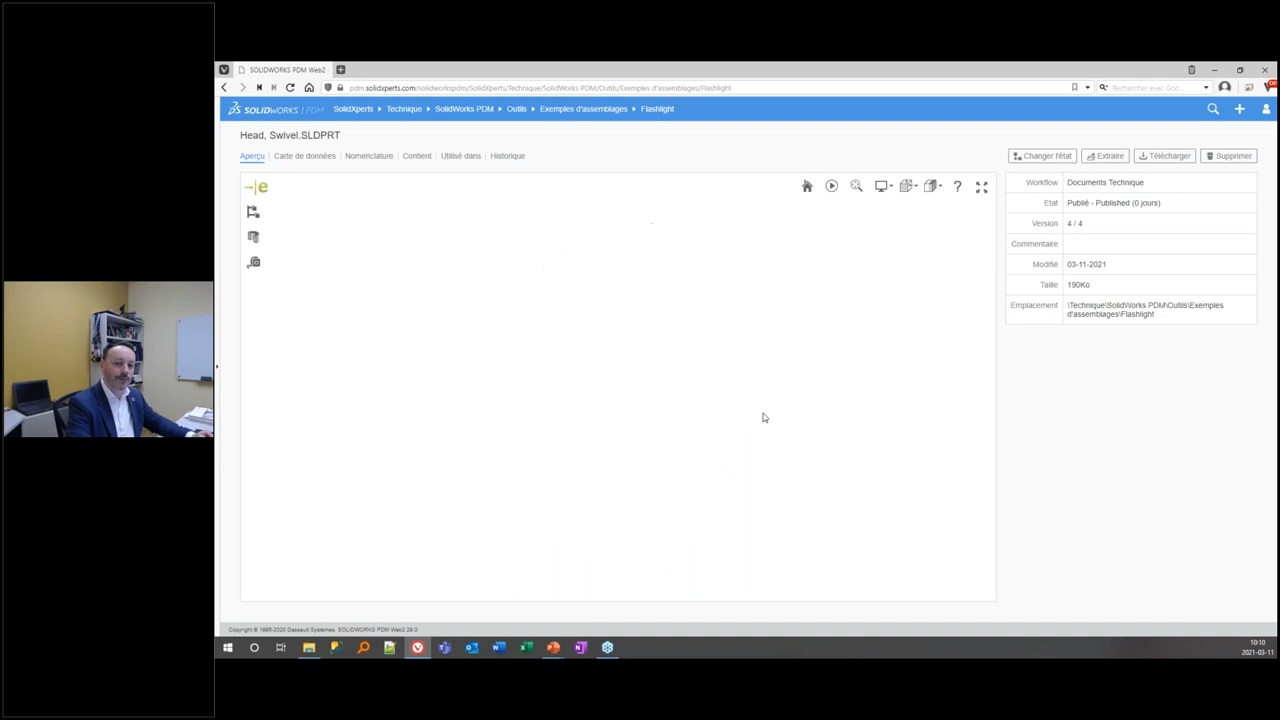 SOLIDWORKS PDM Web2
pdm.solidxperts.com/solidworkspdm/SolidXperts/Technique/SolidWorks PDM/Outils/Exemples d'assemblages/Flashlight
Rechercher avec Goo...
SOLIDWORKS | PDM
SolidXperts
Technique
SolidWorks PDM
Outils
Exemples d'assemblages
Flashlight
Head, Swivel.SLDPRT
Aperçu
Carte de données
Nomenclature
Contient
Utilisé dans
Historique
Changer l'état
Extraire
Télécharger
Supprimer
e
?
Workflow Documents Technique
Etat Publié - Published (0 jours)
Version 4 / 4
Commentaire
Modifié 03-11-2021
Taille 190Ko
Emplacement \Technique\SolidWorks PDM\Outils\Exemples
d'assemblages\Flashlight
Copyright © 1995-2020 Dassault Systemes, SOLIDWORKS PDM Web2 29.0
10:10
2021-03-11